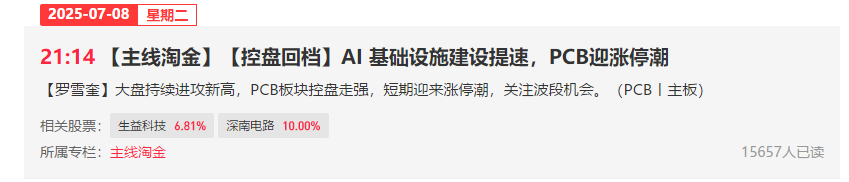 2025-07-08 星期二
21:14 【主线淘金】【控盘回档】AI 基础设施建设提速，PCB迎涨停潮
【罗雪奎】大盘持续进攻新高，PCB板块控盘走强，短期迎来涨停潮，关注波段机会。（PCB丨主板）
相关股票： 生益科技 6.81% 深南电路 10.00%
所属专栏：主线淘金 15657人已读